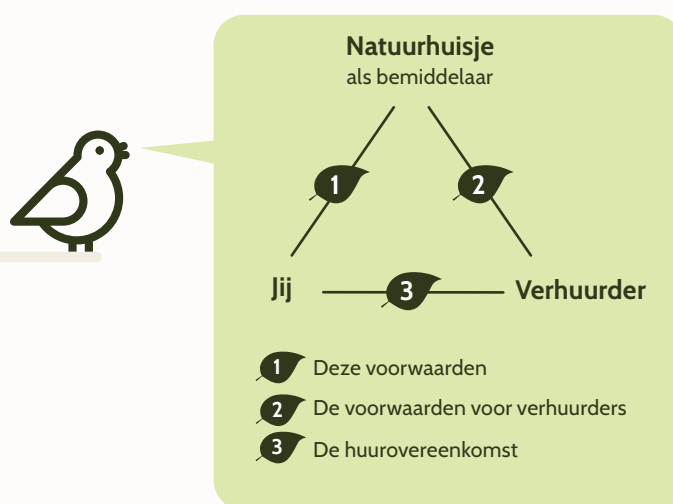 Natuurhuisje
als bemiddelaar
1
2
Jij
3
Verhuurder
1 Deze voorwaarden
2 De voorwaarden voor verhuurders
3 De huurovereenkomst